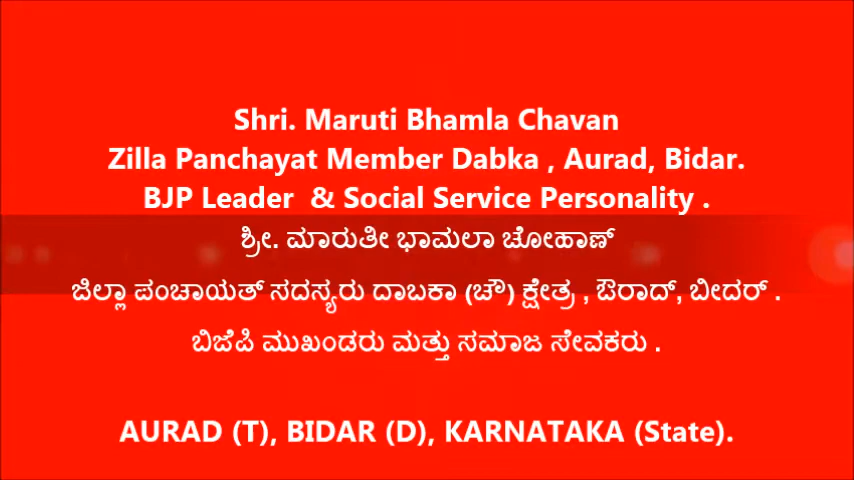 Shri. Maruti Bhamla Chavan
Zilla Panchayat Member Dabka , Aurad, Bidar.
BJP Leader  & Social Service Personality .
ಶ್ರೀ. ಮಾರುತೀ ಭಾಮಲಾ ಚೋಹಾಣ್
ಜಿಲ್ಲಾ ಪಂಚಾಯತ್ ಸದಸ್ಯರು ದಾಬಕಾ (ಚೌ) ಕ್ಷೇತ್ರ , ಔರಾದ್, ಬೀದರ್ .
ಬಿಜೆಪಿ ಮುಖಂಡರು ಮತ್ತು ಸಮಾಜ ಸೇವಕರು .
AURAD (T), BIDAR (D), KARNATAKA (State).